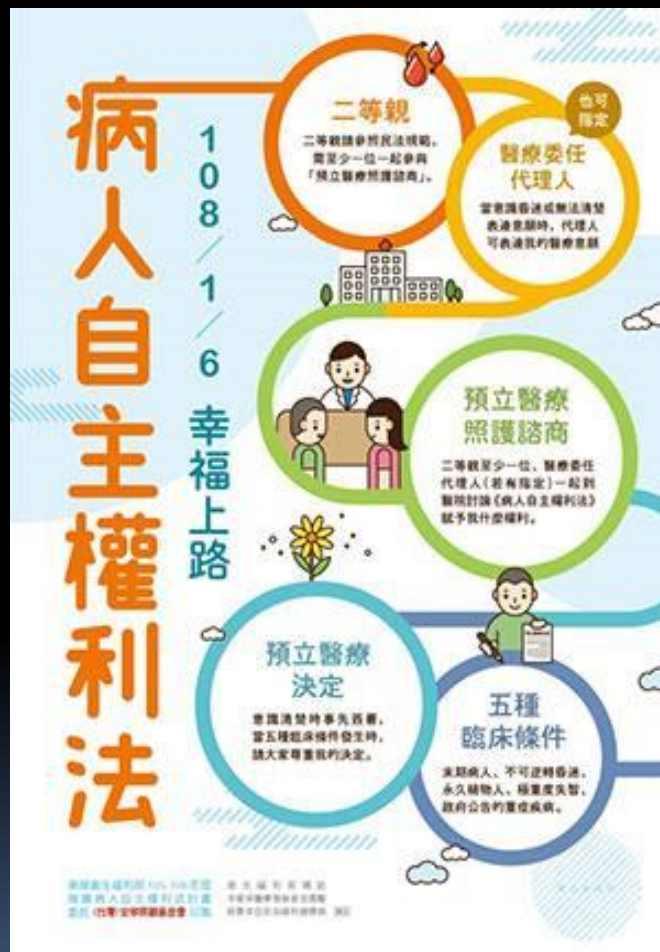 病人自主權利法
108/1/6 幸福上路
二等親
二等親請參照民法規範，
需至少一位一起參與
「預立醫療照護諮商」。
也可
指定
醫療委任
代理人
當意識昏迷或無法清楚
表達意願時，代理人
可表達我的醫療意願
預立醫療
照護諮商
二等親至少一位、醫療委任
代理人(若有指定)一起到
醫院討論《病人自主權利法》
賦予我什麼權利。
預立醫療
決定
意識清楚時事先簽署，
當五種臨床條件發生時，
請大家尊重我的決定。
五種
臨床條件
末期病人、不可逆轉昏迷、
永久植物人、極重度失智、
政府公告的重症疾病。